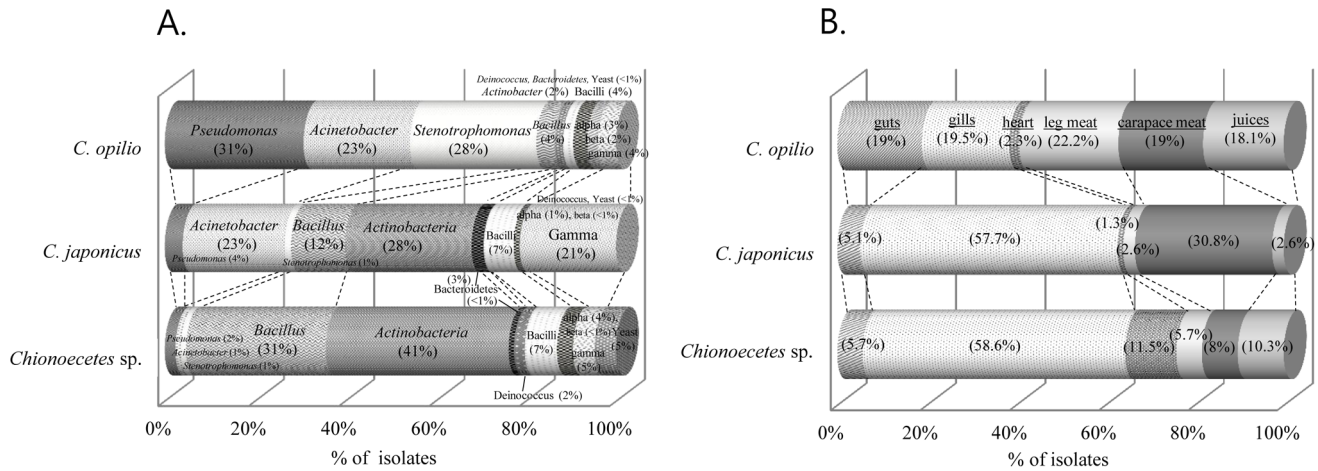 A.
Deinococcus, Bacteroidetes, Yeast (<1%)
Actinobacter (2%) Bacilli (4%)
C. opilio
Pseudomonas
(31%)
Acinetobacter
(23%)
Stenotrophomonas
(28%)
Bacillus
(4%)
alpha (3%)
beta (2%)
gamma (4%)
Deinococcus, Yeast (<1%)
alpha (1%), beta (<1%)
C. japonicus
Pseudomonas (4%)
Acinetobacter
(23%)
Bacillus
(12%)
Stenotrophomonas (1%)
Actinobacteria
(28%)
Bacilli
(7%)
Gamma
(21%)
(3%)
Bacteroidetes
(<1%)
Chionoecetes sp.
Pseudomonas (2%)
Acinetobacter (1%)
Stenotrophomonas (1%)
Bacillus
(31%)
Actinobacteria
(41%)
Bacilli
(7%)
alpha (4%),
beta (<1%)
gamma
(5%)
Yeast
(5%)
Deinococcus (2%)
0% 20% 40% 60% 80% 100%
% of isolates
B.
C. opilio
guts
(19%)
gills
(19.5%)
heart
(2.3%)
leg meat
(22.2%)
carapace meat
(19%)
juices
(18.1%)
C. japonicus
(5.1%)
(57.7%)
(1.3%)
(2.6%)
(30.8%)
(2.6%)
Chionoecetes sp.
(5.7%)
(58.6%)
(11.5%)
(5.7%)
(8%)
(10.3%)
0% 20% 40% 60% 80% 100%
% of isolates